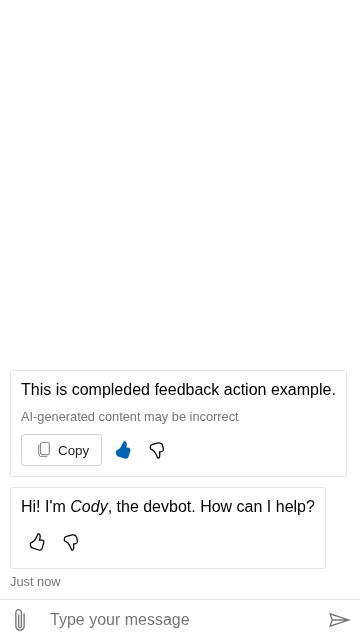 This is compleded feedback action example.
AI-generated content may be incorrect
Copy
Hi! I'm Cody, the devbot. How can I help?
Just now
Type your message